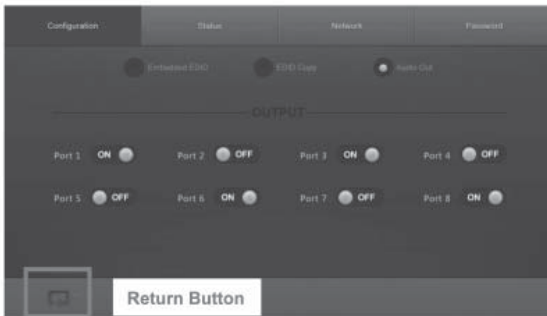 Configuration Status Network Password
Embedded EDID EDID Copy Audio Out
OUTPUT
Port 1 ON Port 2 OFF Port 3 ON Port 4 OFF
Port 5 OFF Port 6 ON Port 7 OFF Port 8 ON
Return Button